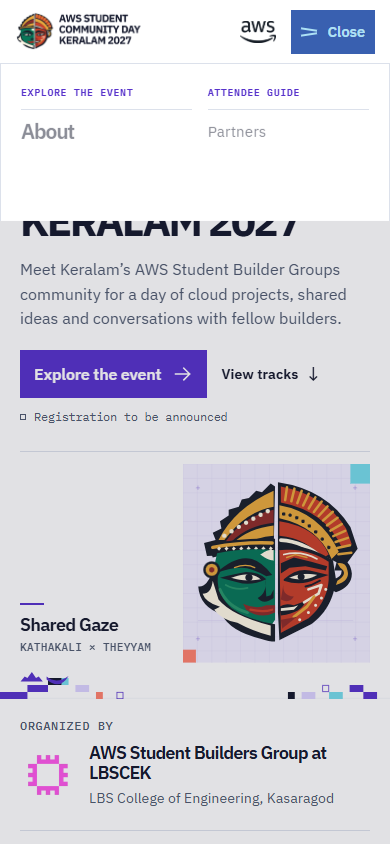 AWS STUDENT
COMMUNITY DAY
KERALAM 2027
aws
Close
EXPLORE THE EVENT
ATTENDEE GUIDE
About
Partners
KERALAM 2027
Meet Keralam’s AWS Student Builder Groups
community for a day of cloud projects, shared
ideas and conversations with fellow builders.
Explore the event →
View tracks ↓
Registration to be announced
Shared Gaze
KATHAKALI × THEYYAM
ORGANIZED BY
AWS Student Builders Group at
LBSCEK
LBS College of Engineering, Kasaragod